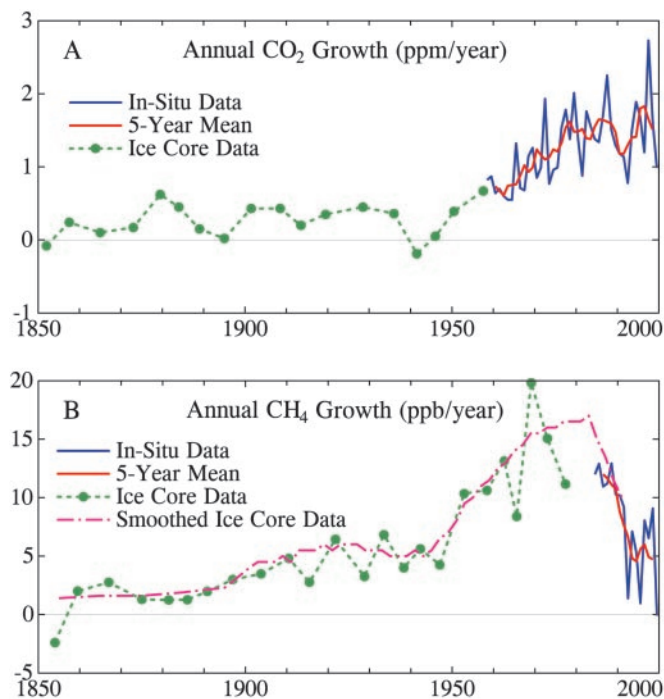 3
A Annual CO₂ Growth (ppm/year)
In-Situ Data
2
5-Year Mean
Ice Core Data
1
0
-1
1850 1900 1950 2000
20
B Annual CH₄ Growth (ppb/year)
15
In-Situ Data
5-Year Mean
10
Ice Core Data
Smoothed Ice Core Data
5
0
-5
1850 1900 1950 2000